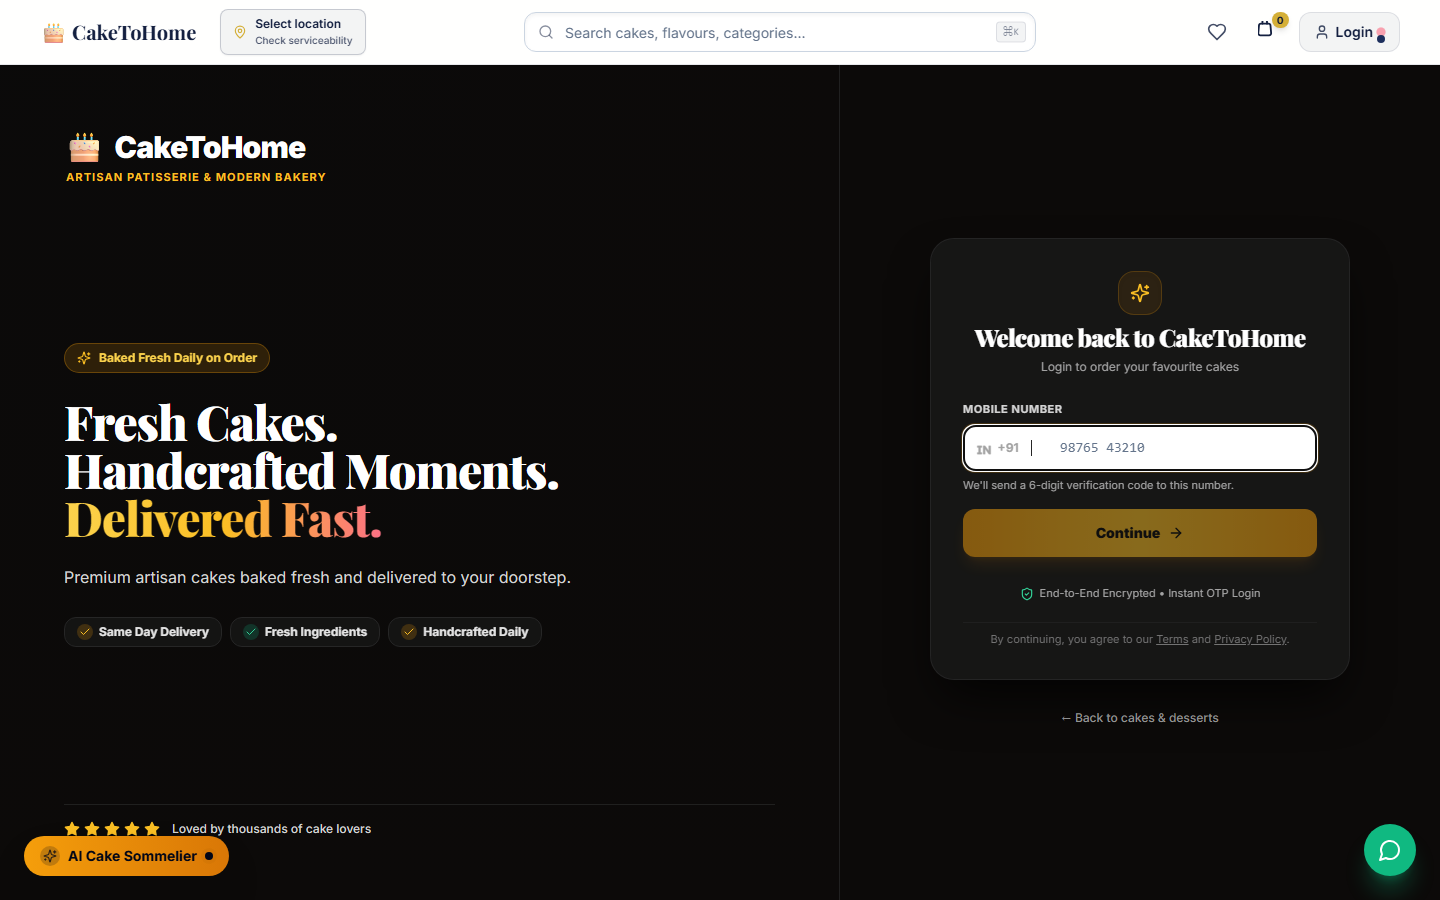 CakeToHome
Select location
Check serviceability
Search cakes, flavours, categories...
⌘K
0
Login
CakeToHome
ARTISAN PATISSERIE & MODERN BAKERY
Baked Fresh Daily on Order
Fresh Cakes.
Handcrafted Moments.
Delivered Fast.
Premium artisan cakes baked fresh and delivered to your doorstep.
Same Day Delivery
Fresh Ingredients
Handcrafted Daily
Loved by thousands of cake lovers
AI Cake Sommelier
Welcome back to CakeToHome
Login to order your favourite cakes
MOBILE NUMBER
IN +91 98765 43210
We'll send a 6-digit verification code to this number.
Continue →
End-to-End Encrypted • Instant OTP Login
By continuing, you agree to our Terms and Privacy Policy.
← Back to cakes & desserts